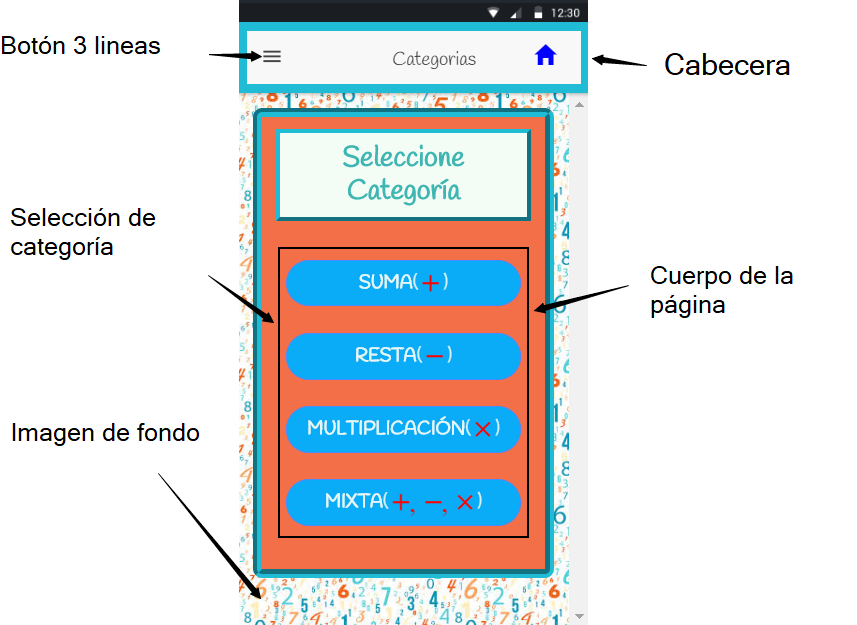 12:30
Botón 3 lineas
Categorias
Cabecera
Seleccione
Categoría
Selección de
categoría
SUMA(+)
Cuerpo de la
página
RESTA(−)
Imagen de fondo
MULTIPLICACIÓN(×)
MIXTA(+, −, ×)